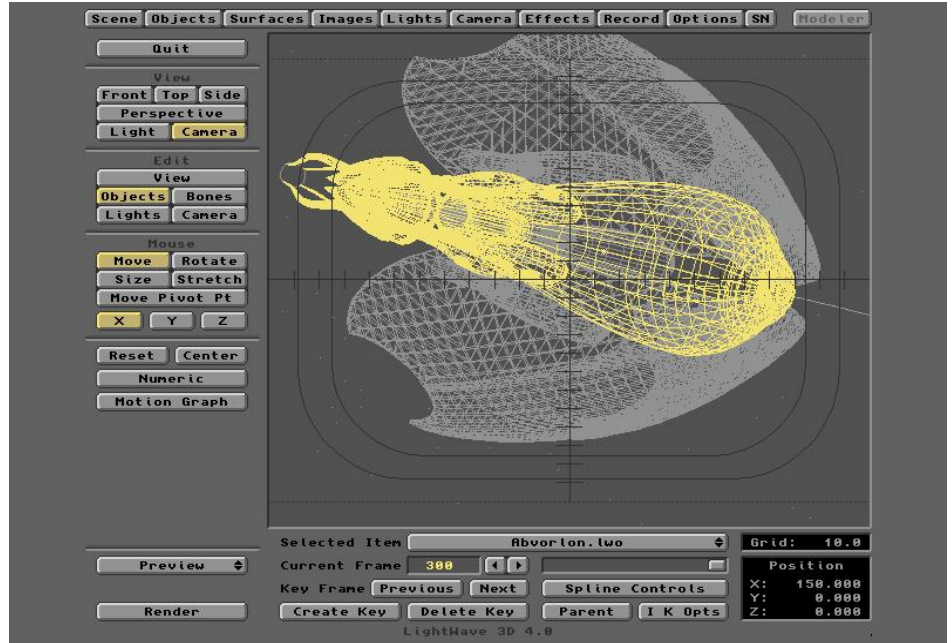 Scene Objects Surfaces Images Lights Camera Effects Record Options SN Modeler
Quit
View
Front Top Side
Perspective
Light Camera
Edit
View
Objects Bones
Lights Camera
Mouse
Move Rotate
Size Stretch
Move Pivot Pt
X Y Z
Reset Center
Numeric
Motion Graph
Preview
Render
Selected Item Abvorlon.lwo
Current Frame 300
Key Frame Previous Next Spline Controls
Create Key Delete Key Parent I K Opts
Grid: 10.0
Position
X: 150.000
Y: 0.000
Z: 0.000
LightWave 3D 4.0